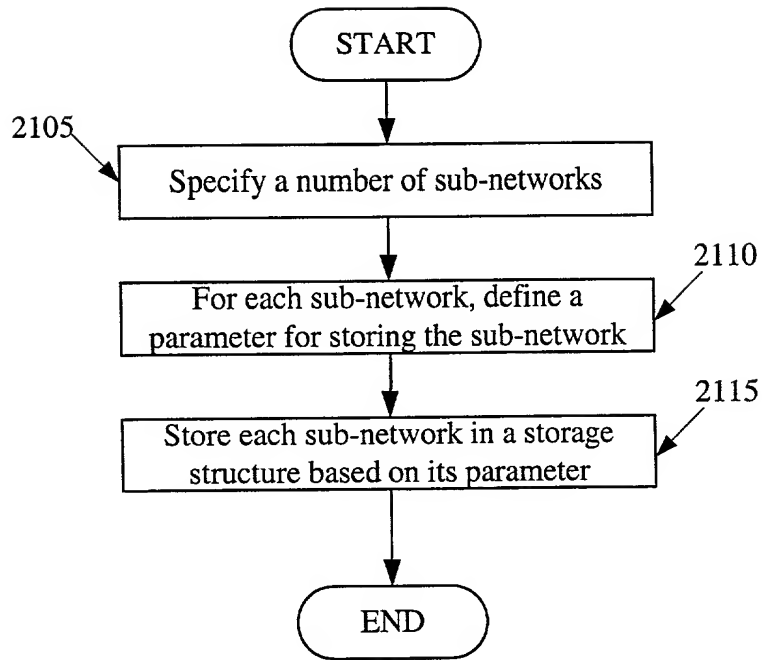 START
2105
Specify a number of sub-networks
2110
For each sub-network, define a
parameter for storing the sub-network
2115
Store each sub-network in a storage
structure based on its parameter
END